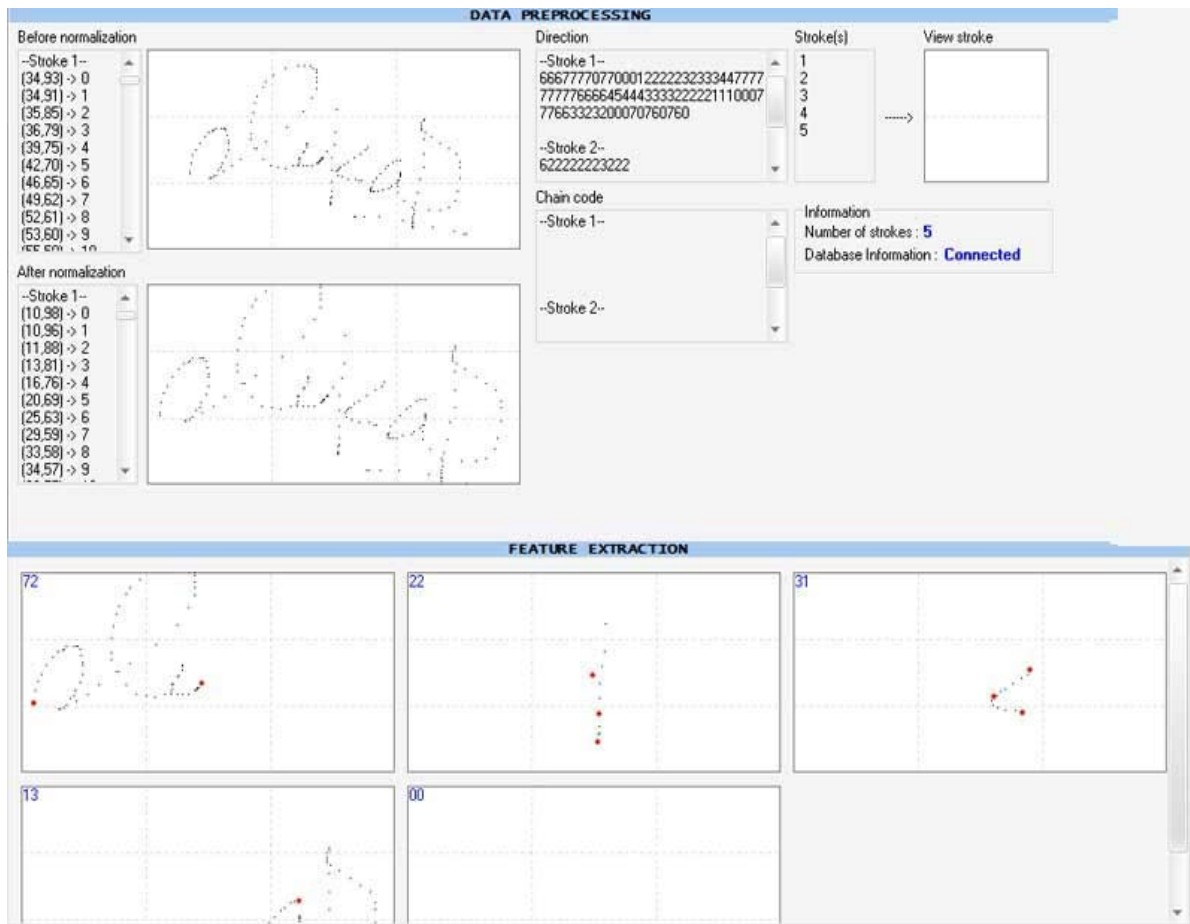 DATA PREPROCESSING
Before normalization
--Stroke 1--
(34,93) -> 0
(34,91) -> 1
(35,85) -> 2
(36,79) -> 3
(39,75) -> 4
(42,70) -> 5
(46,65) -> 6
(49,62) -> 7
(52,61) -> 8
(53,60) -> 9
After normalization
--Stroke 1--
(10,98) -> 0
(10,96) -> 1
(11,88) -> 2
(13,81) -> 3
(16,76) -> 4
(20,69) -> 5
(25,63) -> 6
(29,59) -> 7
(33,58) -> 8
(34,57) -> 9
Direction
--Stroke 1--
666777707700012222232333447777
777776666454443333222221110007
77663323200070760760
--Stroke 2--
622222223222
Chain code
--Stroke 1--
--Stroke 2--
Stroke(s)
1
2
3
4
5
------>
View stroke
Information
Number of strokes : 5
Database Information : Connected
FEATURE EXTRACTION
72
22
31
13
00